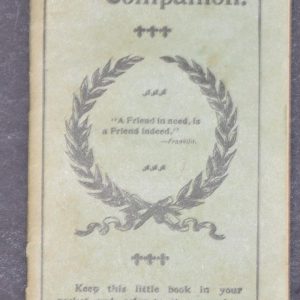 Companion.
"A Friend in need, is
a Friend indeed."
—Franklin.
Keep this little book in your